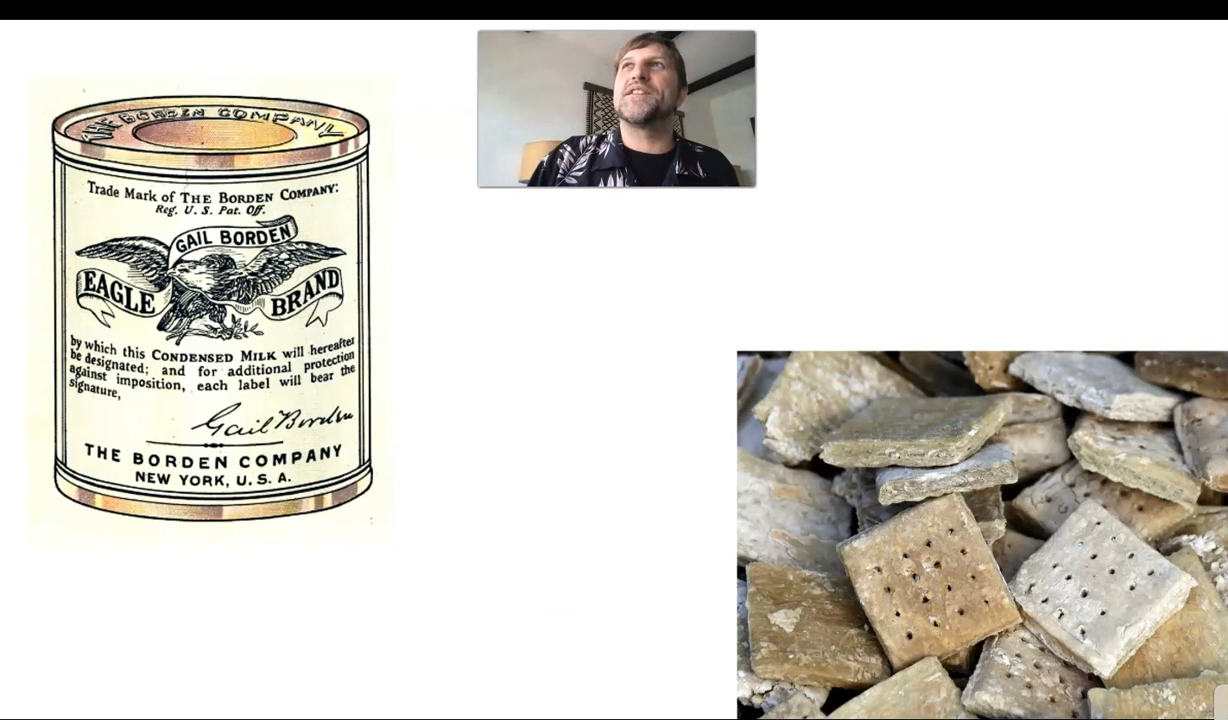 THE BORDEN COMPANY
Trade Mark of THE BORDEN COMPANY:
Reg. U. S. Pat. Off.
GAIL BORDEN
EAGLE BRAND
by which this CONDENSED MILK will hereafter
be designated; and for additional protection
against imposition, each label will bear the
signature,
Gail Borden
THE BORDEN COMPANY
NEW YORK, U.S.A.